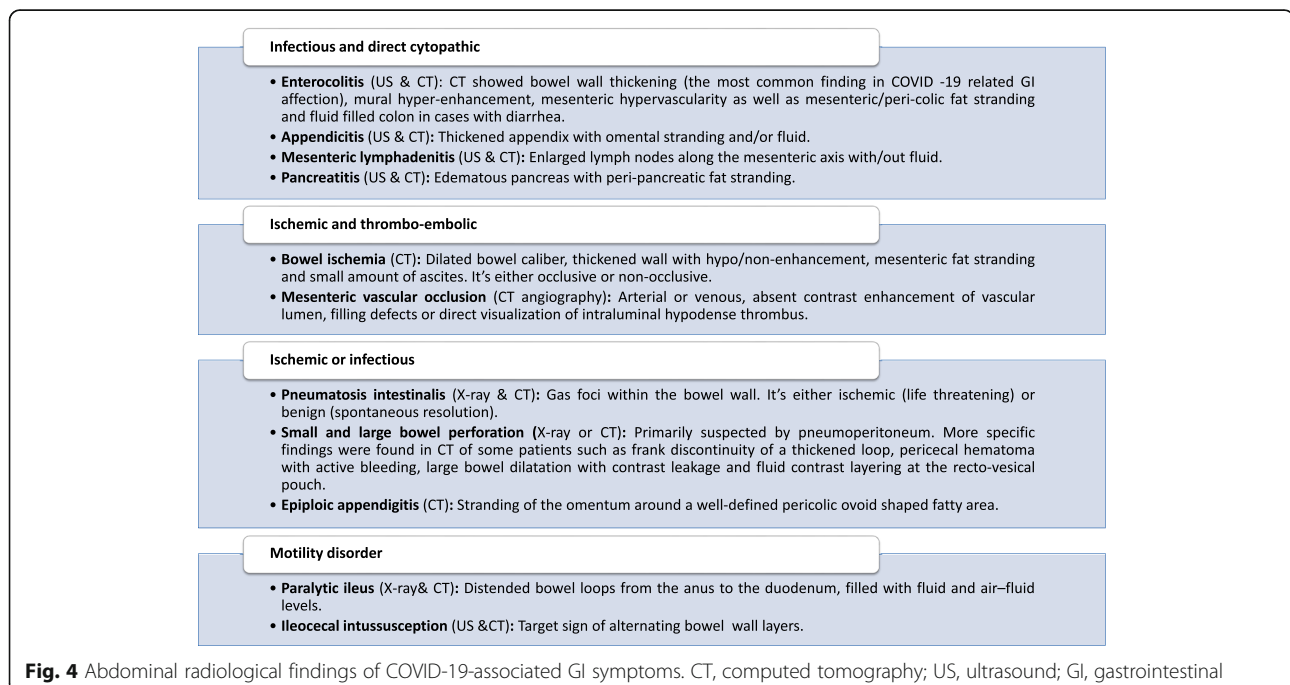 Infectious and direct cytopathic
• Enterocolitis (US & CT): CT showed bowel wall thickening (the most common finding in COVID -19 related GI
affection), mural hyper-enhancement, mesenteric hypervascularity as well as mesenteric/peri-colic fat stranding
and fluid filled colon in cases with diarrhea.
• Appendicitis (US & CT): Thickened appendix with omental stranding and/or fluid.
• Mesenteric lymphadenitis (US & CT): Enlarged lymph nodes along the mesenteric axis with/out fluid.
• Pancreatitis (US & CT): Edematous pancreas with peri-pancreatic fat stranding.
Ischemic and thrombo-embolic
• Bowel ischemia (CT): Dilated bowel caliber, thickened wall with hypo/non-enhancement, mesenteric fat stranding
and small amount of ascites. It's either occlusive or non-occlusive.
• Mesenteric vascular occlusion (CT angiography): Arterial or venous, absent contrast enhancement of vascular
lumen, filling defects or direct visualization of intraluminal hypodense thrombus.
Ischemic or infectious
• Pneumatosis intestinalis (X-ray & CT): Gas foci within the bowel wall. It's either ischemic (life threatening) or
benign (spontaneous resolution).
• Small and large bowel perforation (X-ray or CT): Primarily suspected by pneumoperitoneum. More specific
findings were found in CT of some patients such as frank discontinuity of a thickened loop, pericecal hematoma
with active bleeding, large bowel dilatation with contrast leakage and fluid contrast layering at the recto-vesical
pouch.
• Epiploic appendigitis (CT): Stranding of the omentum around a well-defined pericolic ovoid shaped fatty area.
Motility disorder
• Paralytic ileus (X-ray& CT): Distended bowel loops from the anus to the duodenum, filled with fluid and air–fluid
levels.
• Ileocecal intussusception (US &CT): Target sign of alternating bowel wall layers.
Fig. 4 Abdominal radiological findings of COVID-19-associated GI symptoms. CT, computed tomography; US, ultrasound; GI, gastrointestinal